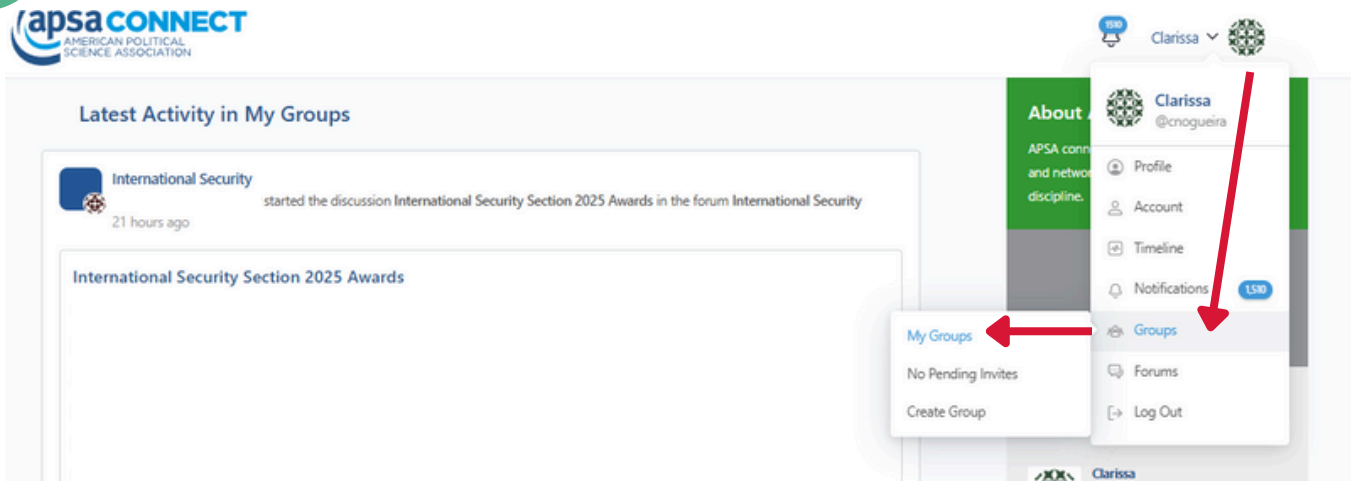 apsa CONNECT
AMERICAN POLITICAL
SCIENCE ASSOCIATION
1510
Clarissa
Latest Activity in My Groups
International Security
started the discussion International Security Section 2025 Awards in the forum International Security
21 hours ago
International Security Section 2025 Awards
About
APSA conn
and networ
discipline.
Clarissa
@cnogueira
Profile
Account
Timeline
Notifications 1,510
Groups
Forums
Log Out
My Groups
No Pending Invites
Create Group
Clarissa